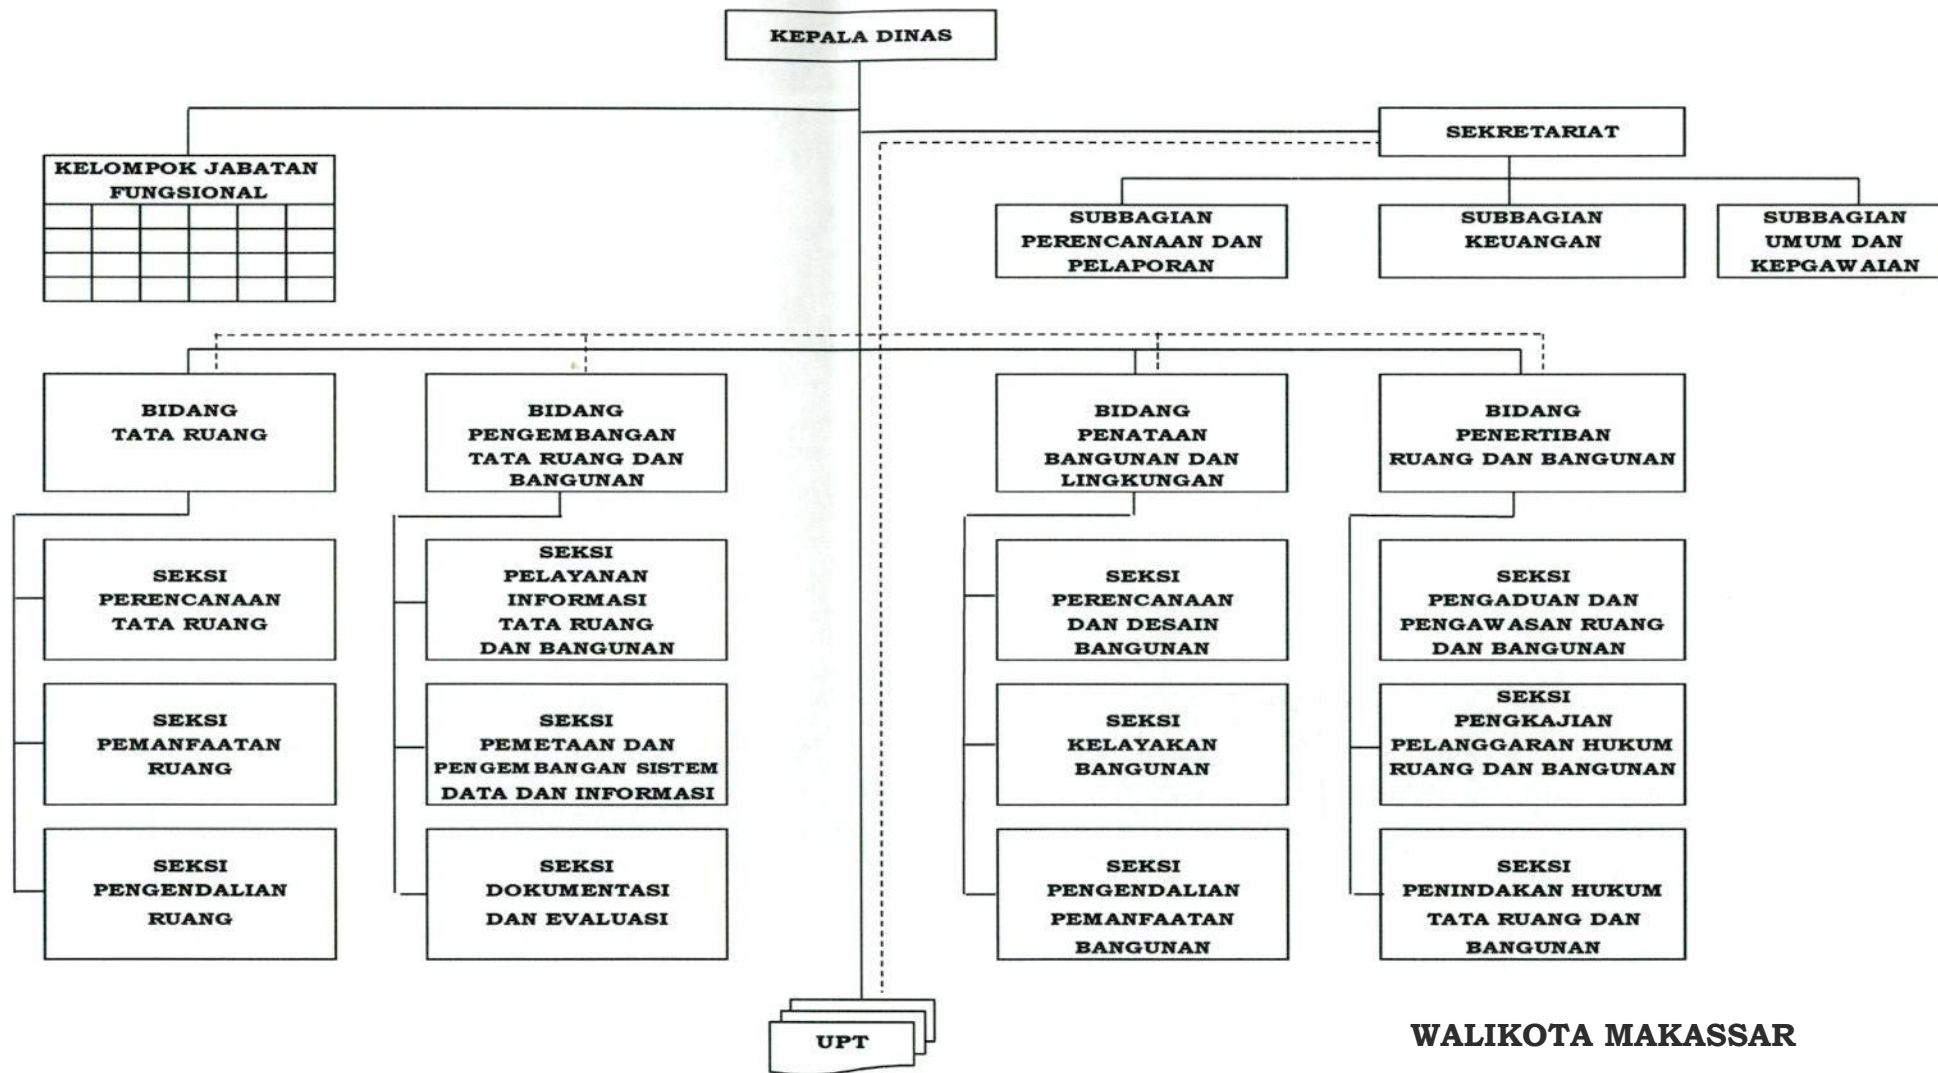 KEPALA DINAS
SEKRETARIAT
KELOMPOK JABATAN
FUNGSIONAL
SUBBAGIAN
PERENCANAAN DAN
PELAPORAN
SUBBAGIAN
KEUANGAN
SUBBAGIAN
UMUM DAN
KEPGAWAIAN
BIDANG
TATA RUANG
BIDANG
PENGEMBANGAN
TATA RUANG DAN
BANGUNAN
BIDANG
PENATAAN
BANGUNAN DAN
LINGKUNGAN
BIDANG
PENERTIBAN
RUANG DAN BANGUNAN
SEKSI
PERENCANAAN
TATA RUANG
SEKSI
PELAYANAN
INFORMASI
TATA RUANG
DAN BANGUNAN
SEKSI
PERENCANAAN
DAN DESAIN
BANGUNAN
SEKSI
PENGADUAN DAN
PENGAWASAN RUANG
DAN BANGUNAN
SEKSI
PEMANFAATAN
RUANG
SEKSI
PEMETAAN DAN
PENGEMBANGAN SISTEM
DATA DAN INFORMASI
SEKSI
KELAYAKAN
BANGUNAN
SEKSI
PENGKAJIAN
PELANGGARAN HUKUM
RUANG DAN BANGUNAN
SEKSI
PENGENDALIAN
RUANG
SEKSI
DOKUMENTASI
DAN EVALUASI
SEKSI
PENGENDALIAN
PEMANFAATAN
BANGUNAN
SEKSI
PENINDAKAN HUKUM
TATA RUANG DAN
BANGUNAN
UPT
WALIKOTA MAKASSAR